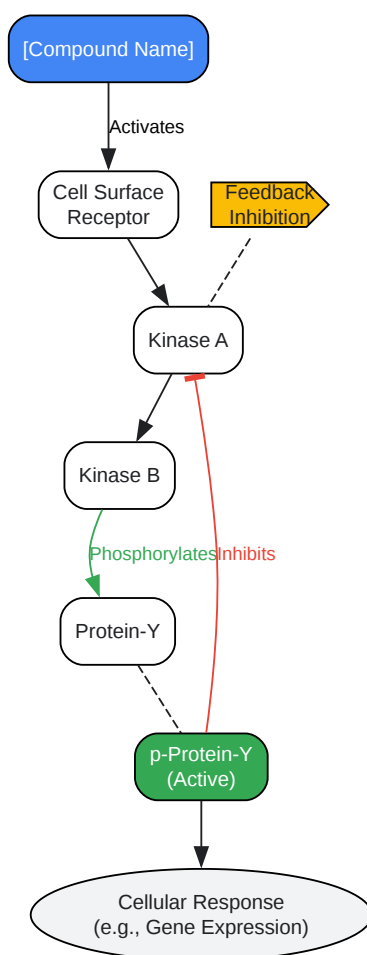 [Compound Name]
Activates
Cell Surface
Receptor
Feedback
Inhibition
Kinase A
Kinase B
Phosphorylates
Inhibits
Protein-Y
p-Protein-Y
(Active)
Cellular Response
(e.g., Gene Expression)